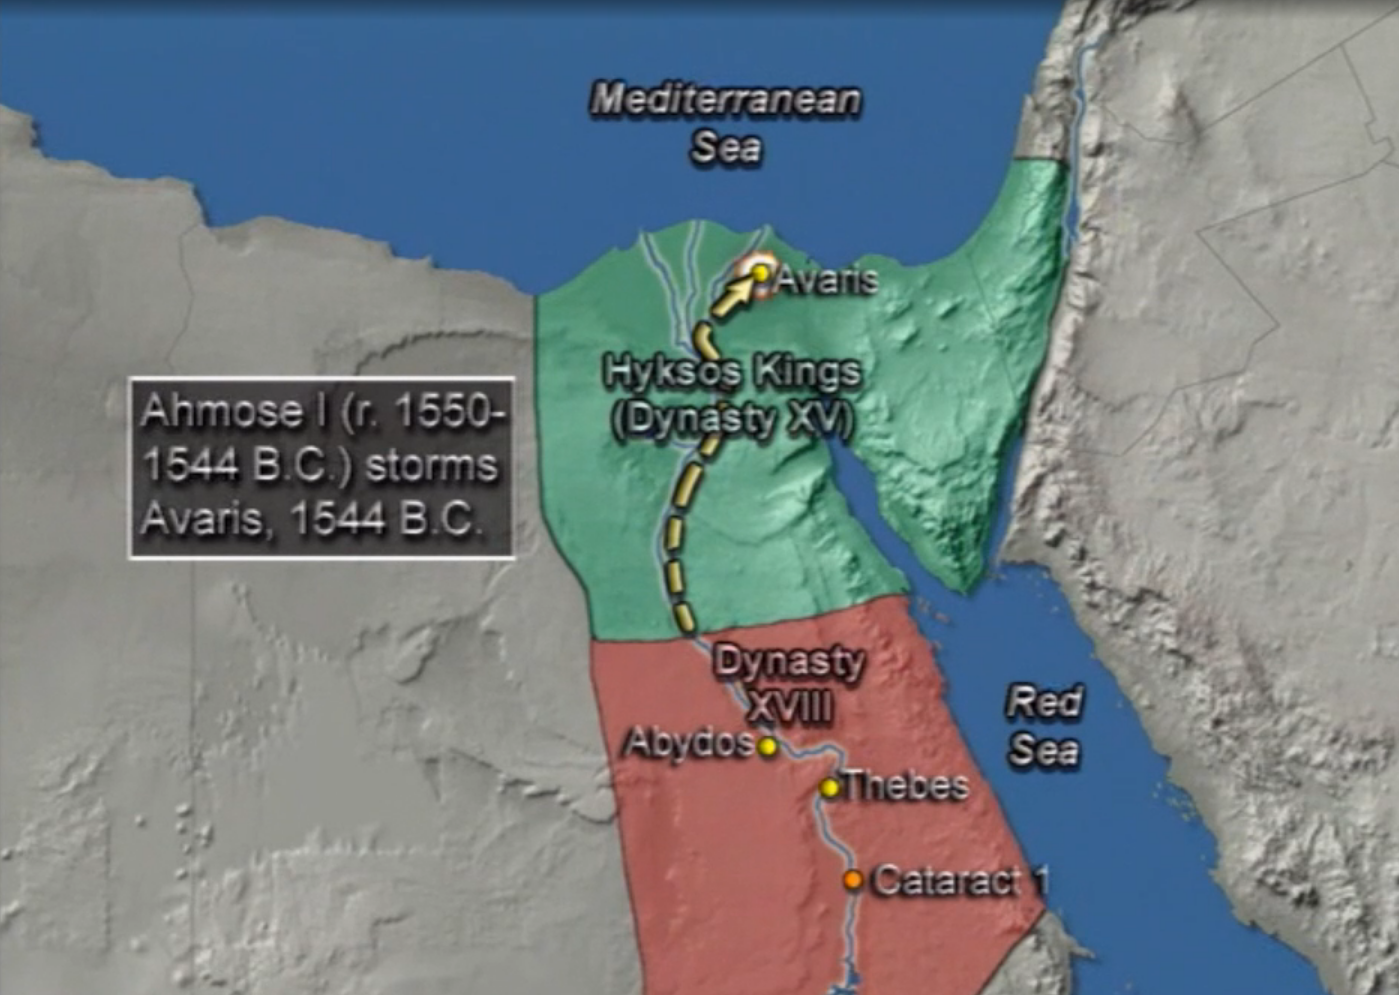 Mediterranean
Sea
Avaris
Hyksos Kings
(Dynasty XV)
Ahmose I (r. 1550-
1544 B.C.) storms
Avaris, 1544 B.C.
Dynasty
XVIII
Red
Sea
Abydos
Thebes
Cataract 1